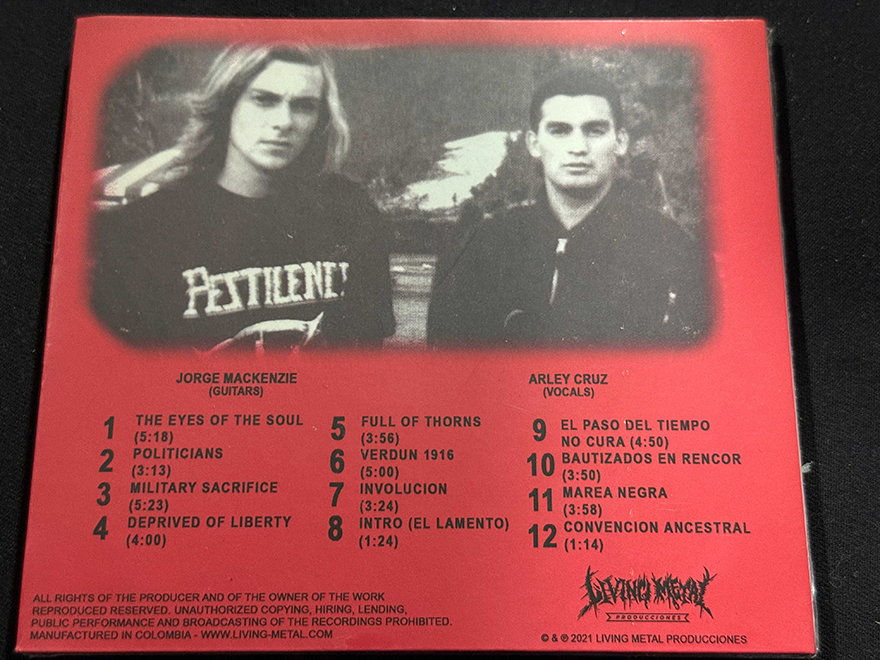 PESTILENC
JORGE MACKENZIE
(GUITARS)
ARLEY CRUZ
(VOCALS)
1 THE EYES OF THE SOUL
(5:18)
2 POLITICIANS
(3:13)
3 MILITARY SACRIFICE
(5:23)
4 DEPRIVED OF LIBERTY
(4:00)
5 FULL OF THORNS
(3:56)
6 VERDUN 1916
(5:00)
7 INVOLUCION
(3:24)
8 INTRO (EL LAMENTO)
(1:24)
9 EL PASO DEL TIEMPO
NO CURA (4:50)
10 BAUTIZADOS EN RENCOR
(3:50)
11 MAREA NEGRA
(3:58)
12 CONVENCION ANCESTRAL
(1:14)
ALL RIGHTS OF THE PRODUCER AND OF THE OWNER OF THE WORK
REPRODUCED RESERVED. UNAUTHORIZED COPYING, HIRING, LENDING,
PUBLIC PERFORMANCE AND BROADCASTING OF THE RECORDINGS PROHIBITED.
MANUFACTURED IN COLOMBIA - WWW.LIVING-METAL.COM
LIVING METAL
PRODUCCIONES
© & ℗ 2021 LIVING METAL PRODUCCIONES